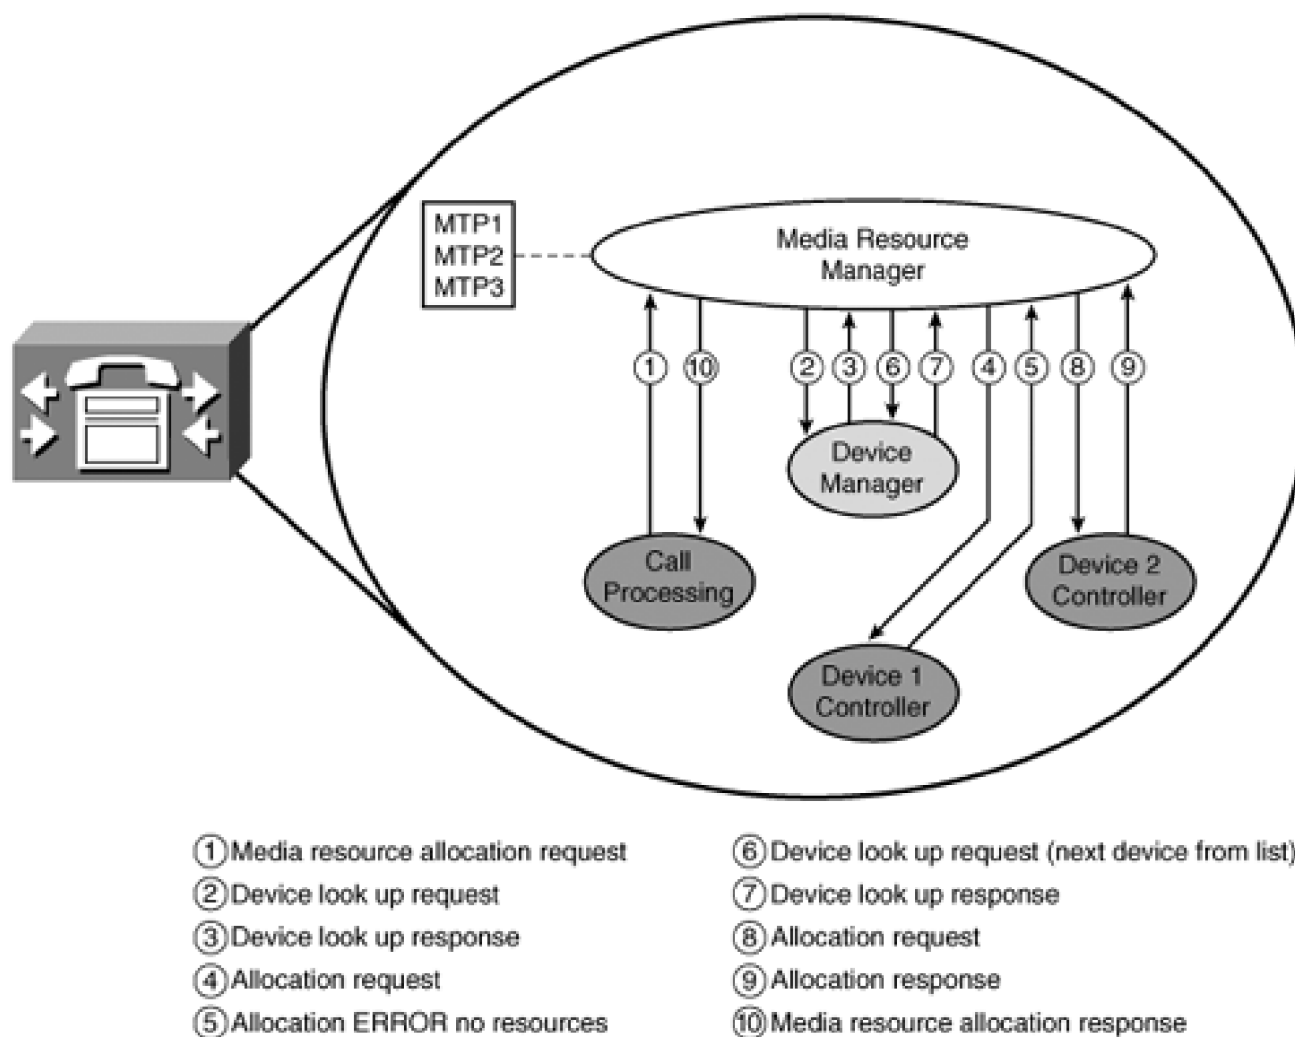 MTP1
MTP2
MTP3
Media Resource
Manager
1
10
2
3
6
7
4
5
8
9
Device
Manager
Call
Processing
Device 2
Controller
Device 1
Controller
1 Media resource allocation request
2 Device look up request
3 Device look up response
4 Allocation request
5 Allocation ERROR no resources
6 Device look up request (next device from list)
7 Device look up response
8 Allocation request
9 Allocation response
10 Media resource allocation response